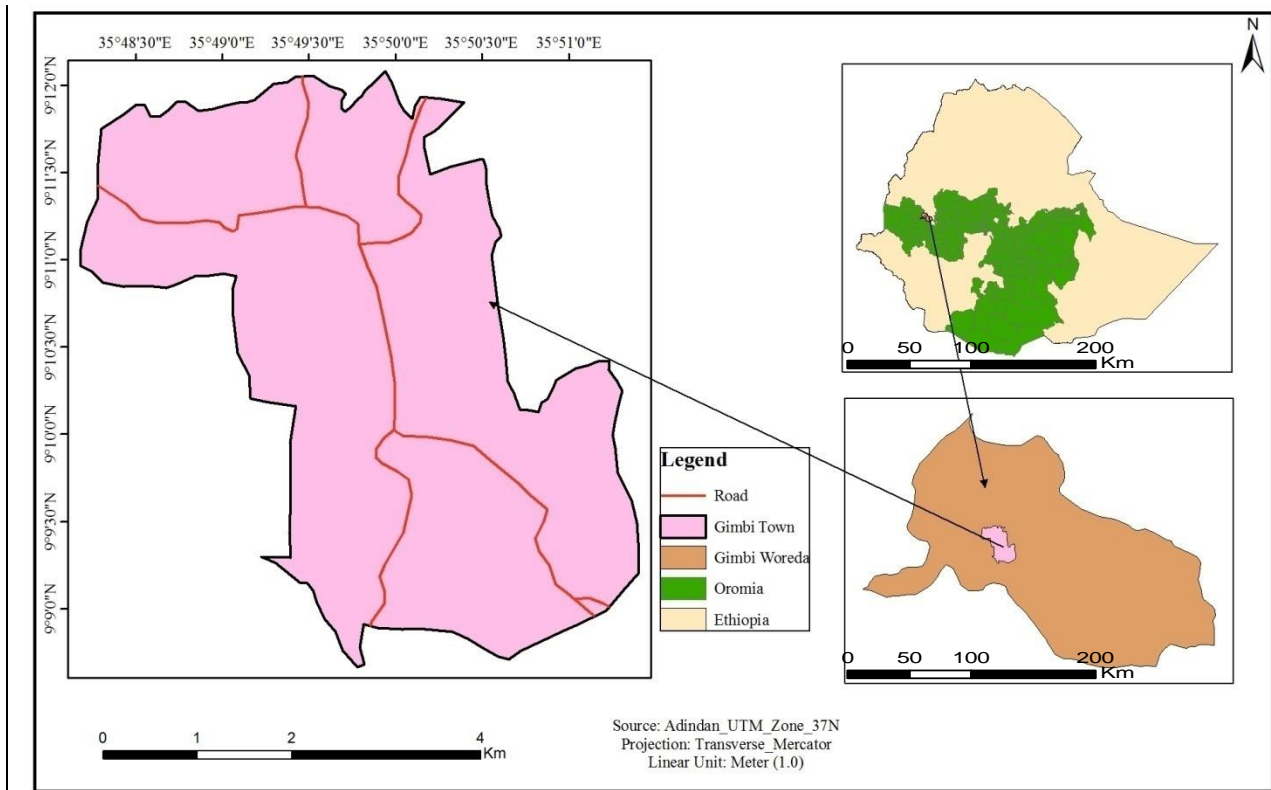 N
35°48'30"E 35°49'0"E 35°49'30"E 35°50'0"E 35°50'30"E 35°51'0"E
9°12'0"N
9°11'30"N
9°11'0"N
9°10'30"N
9°10'0"N
9°9'30"N
9°9'0"N
0 50 100 200
Km
Legend
Road
Gimbi Town
Gimbi Woreda
Oromia
Ethiopia
0 50 100 200
Km
0 1 2 4
Km
Source: Adindan_UTM_Zone_37N
Projection: Transverse_Mercator
Linear Unit: Meter (1.0)